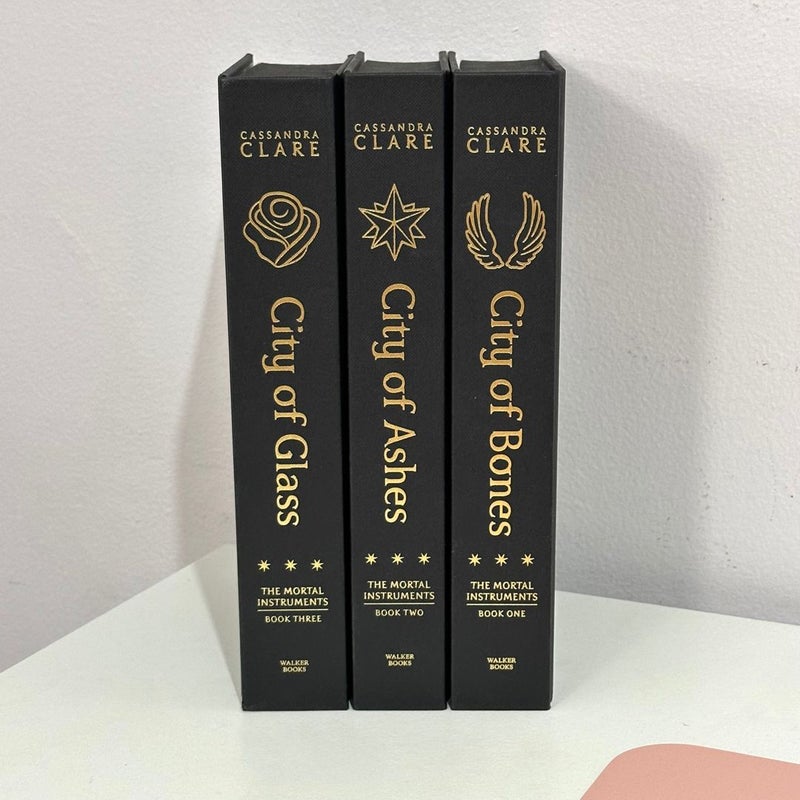 CASSANDRA
CLARE
City of Glass
THE MORTAL
INSTRUMENTS
BOOK THREE
WALKER
BOOKS
CASSANDRA
CLARE
City of Ashes
THE MORTAL
INSTRUMENTS
BOOK TWO
WALKER
BOOKS
CASSANDRA
CLARE
City of Bones
THE MORTAL
INSTRUMENTS
BOOK ONE
WALKER
BOOKS